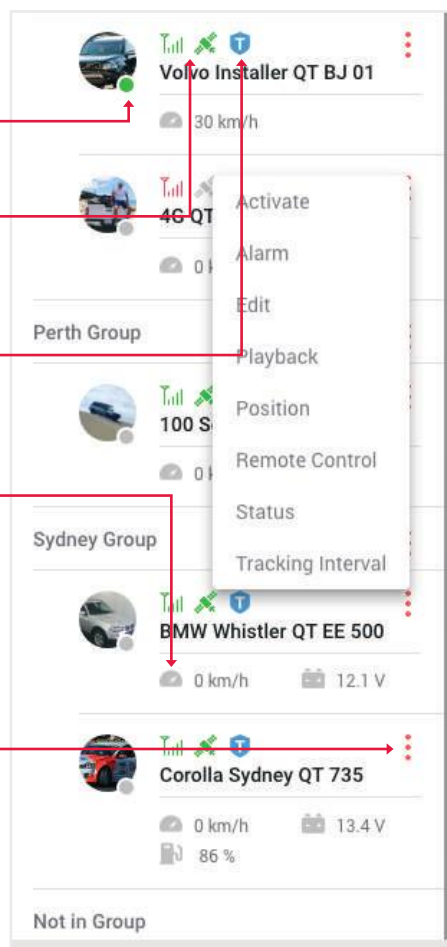 Volvo Installer QT BJ 01
30 km/h
4G QT
Activate
Alarm
0
Edit
Perth Group
Playback
100 S
Position
0
Remote Control
Status
Sydney Group
Tracking Interval
BMW Whistler QT EE 500
0 km/h 12.1 V
Corolla Sydney QT 735
0 km/h 13.4 V
86 %
Not in Group